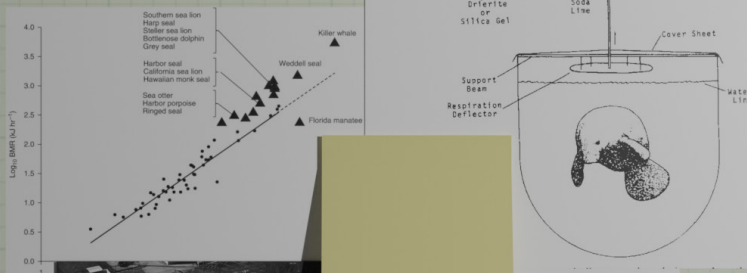 Southern sea lion
Harp seal
Steller sea lion
Bottlenose dolphin
Grey seal
Killer whale
Harbor seal
California sea lion
Hawaiian monk seal
Weddell seal
Sea otter
Harbor porpoise
Ringed seal
Florida manatee
Log10 BMR (kJ hr⁻¹)
4.0
3.5
3.0
2.5
2.0
1.5
1.0
0.5
0.0
Drierite
or
Silica Gel
Soda
Lime
Cover Sheet
Support
Beam
Respiration
Deflector